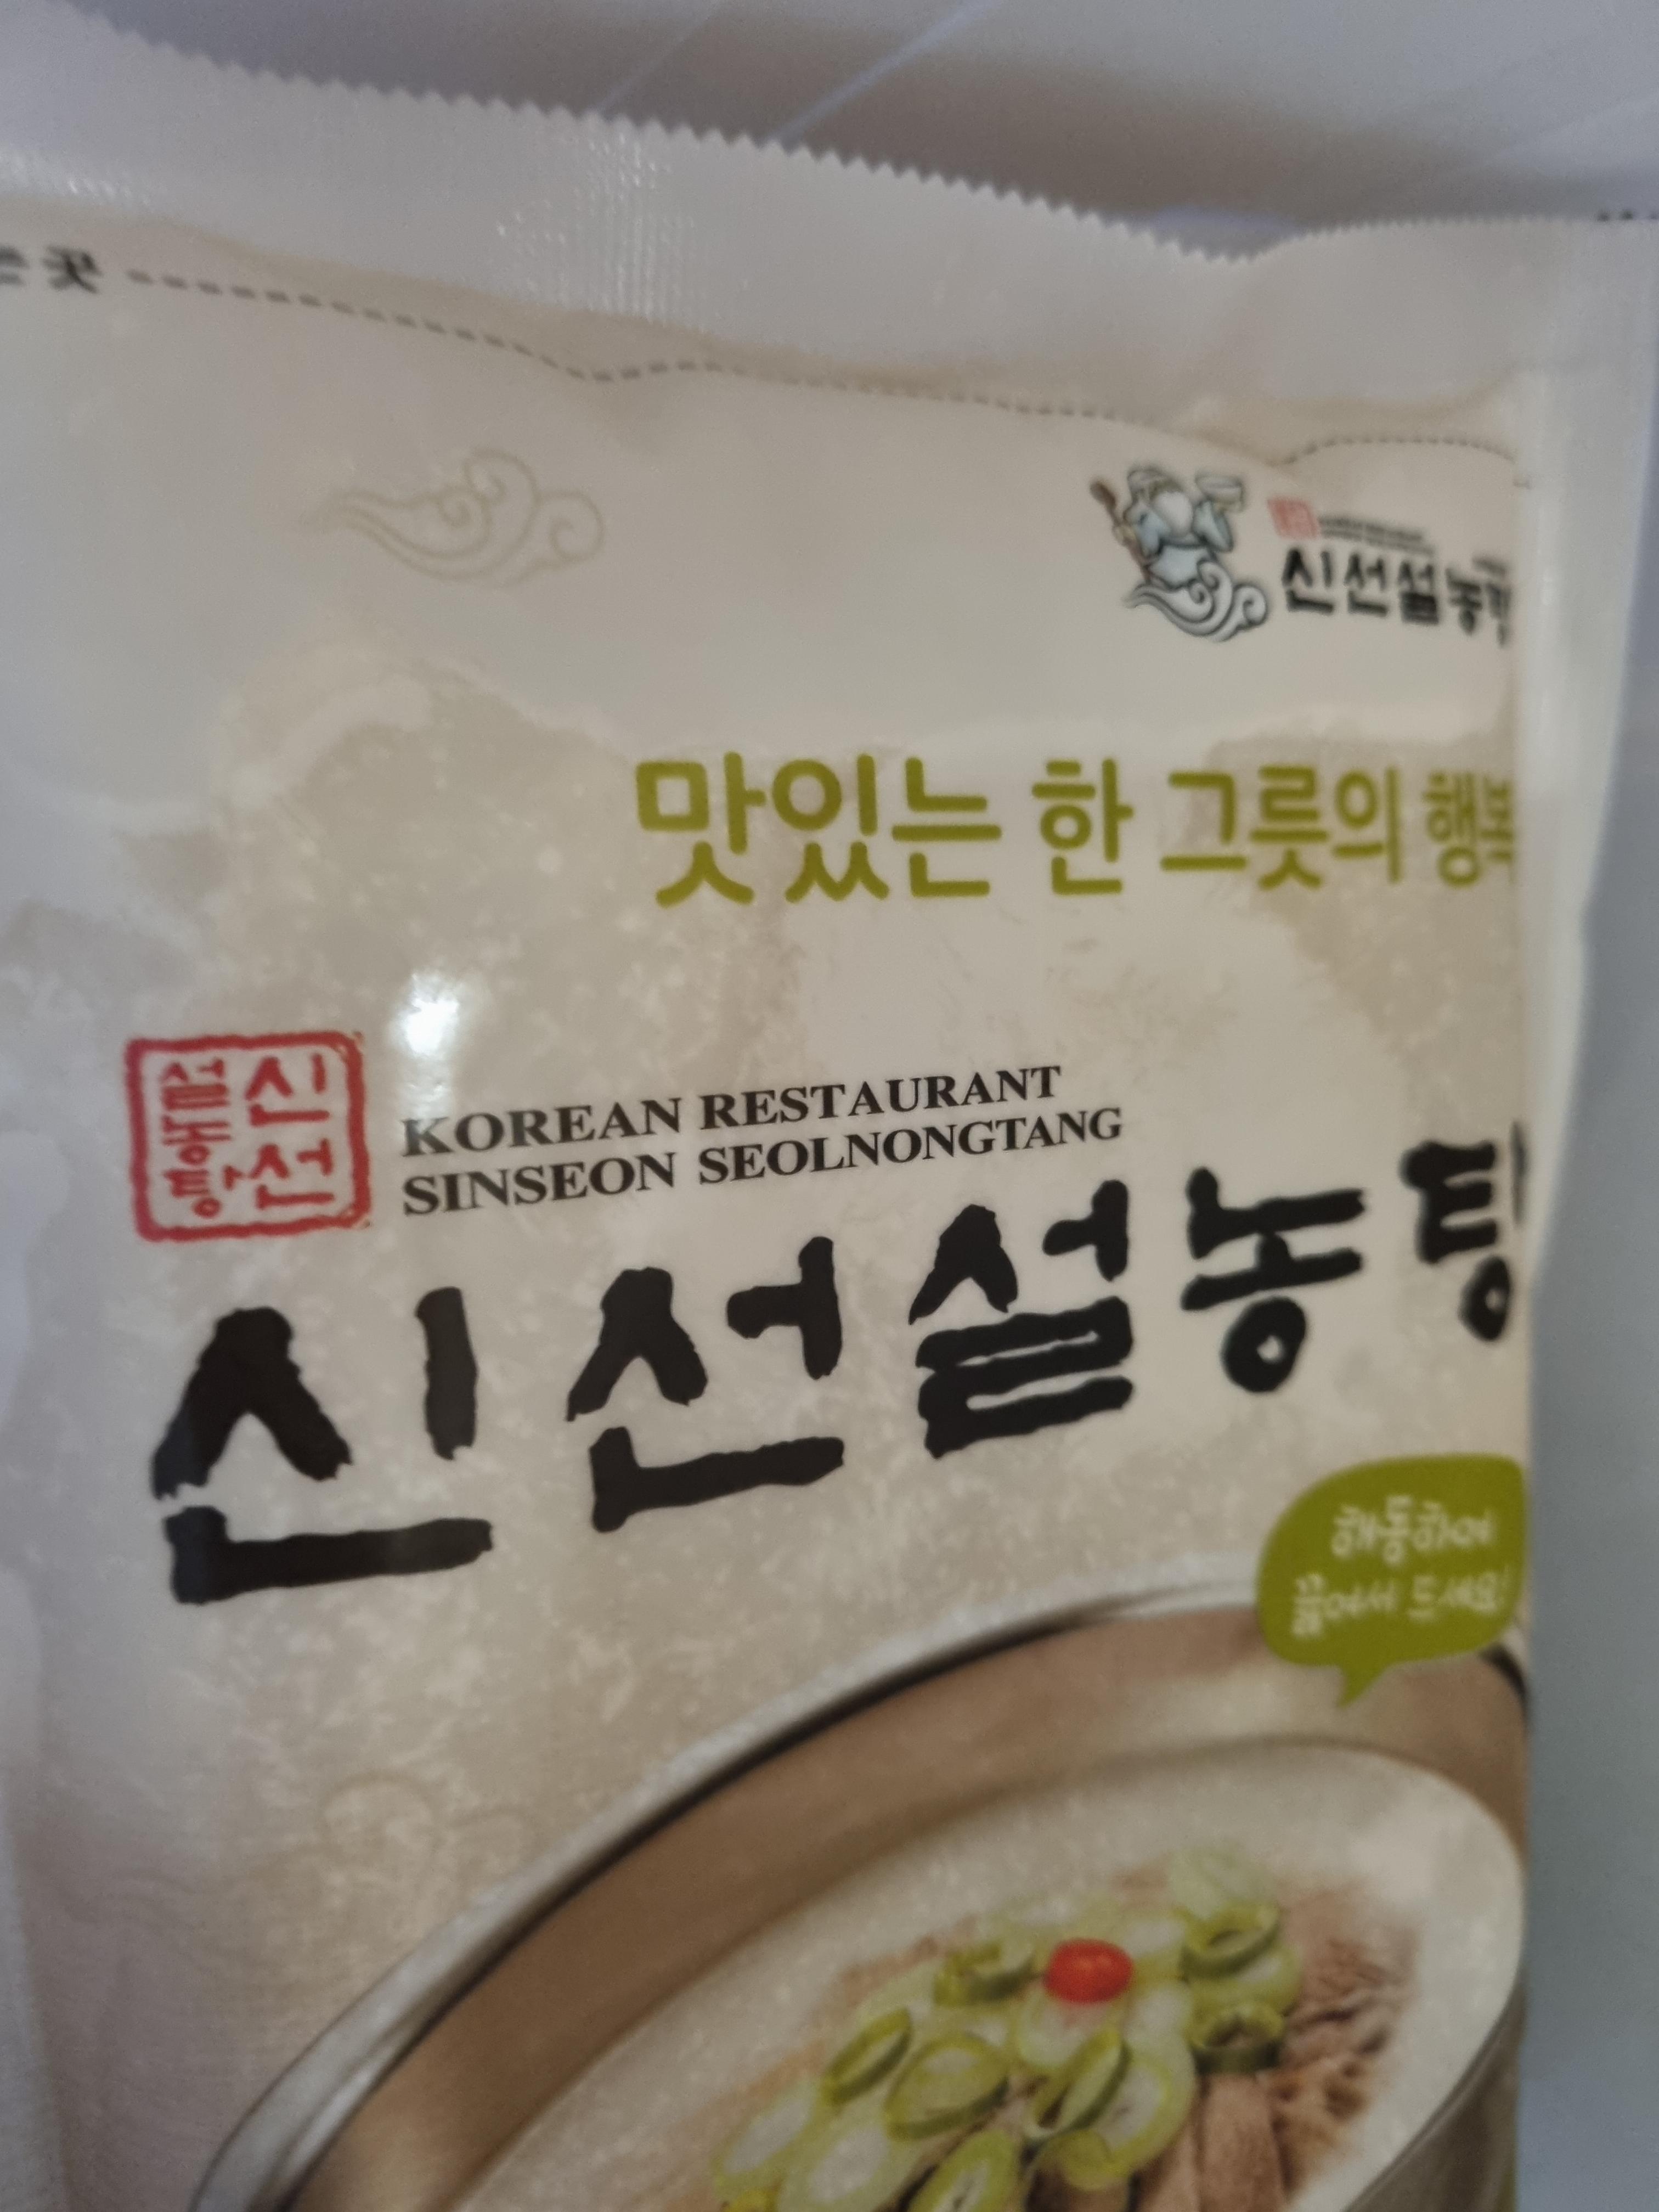 는곳
신선설농탕
맛있는 한 그릇의 행복
신선
설농탕
KOREAN RESTAURANT
SINSEON SEOLNONGTANG
신선설농탕
해동하여
끓여서 드세요!